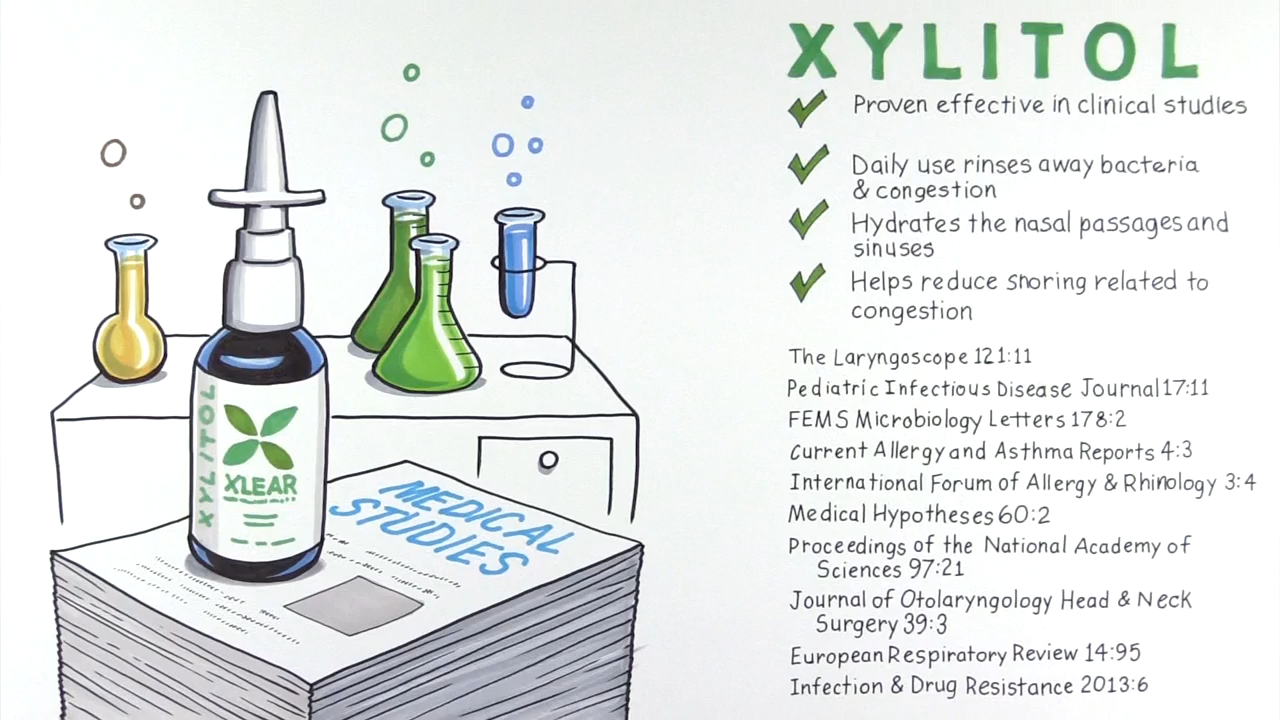 XYLITOL
Proven effective in clinical studies
Daily use rinses away bacteria
& congestion
Hydrates the nasal passages and
sinuses
Helps reduce snoring related to
congestion
The Laryngoscope 121:11
Pediatric Infectious Disease Journal 17:11
FEMS Microbiology Letters 178:2
Current Allergy and Asthma Reports 4:3
International Forum of Allergy & Rhinology 3:4
Medical Hypotheses 60:2
Proceedings of the National Academy of
Sciences 97:21
Journal of Otolaryngology Head & Neck
Surgery 39:3
European Respiratory Review 14:95
Infection & Drug Resistance 2013:6
XYLITOL
XLEAR
MEDICAL
STUDIES